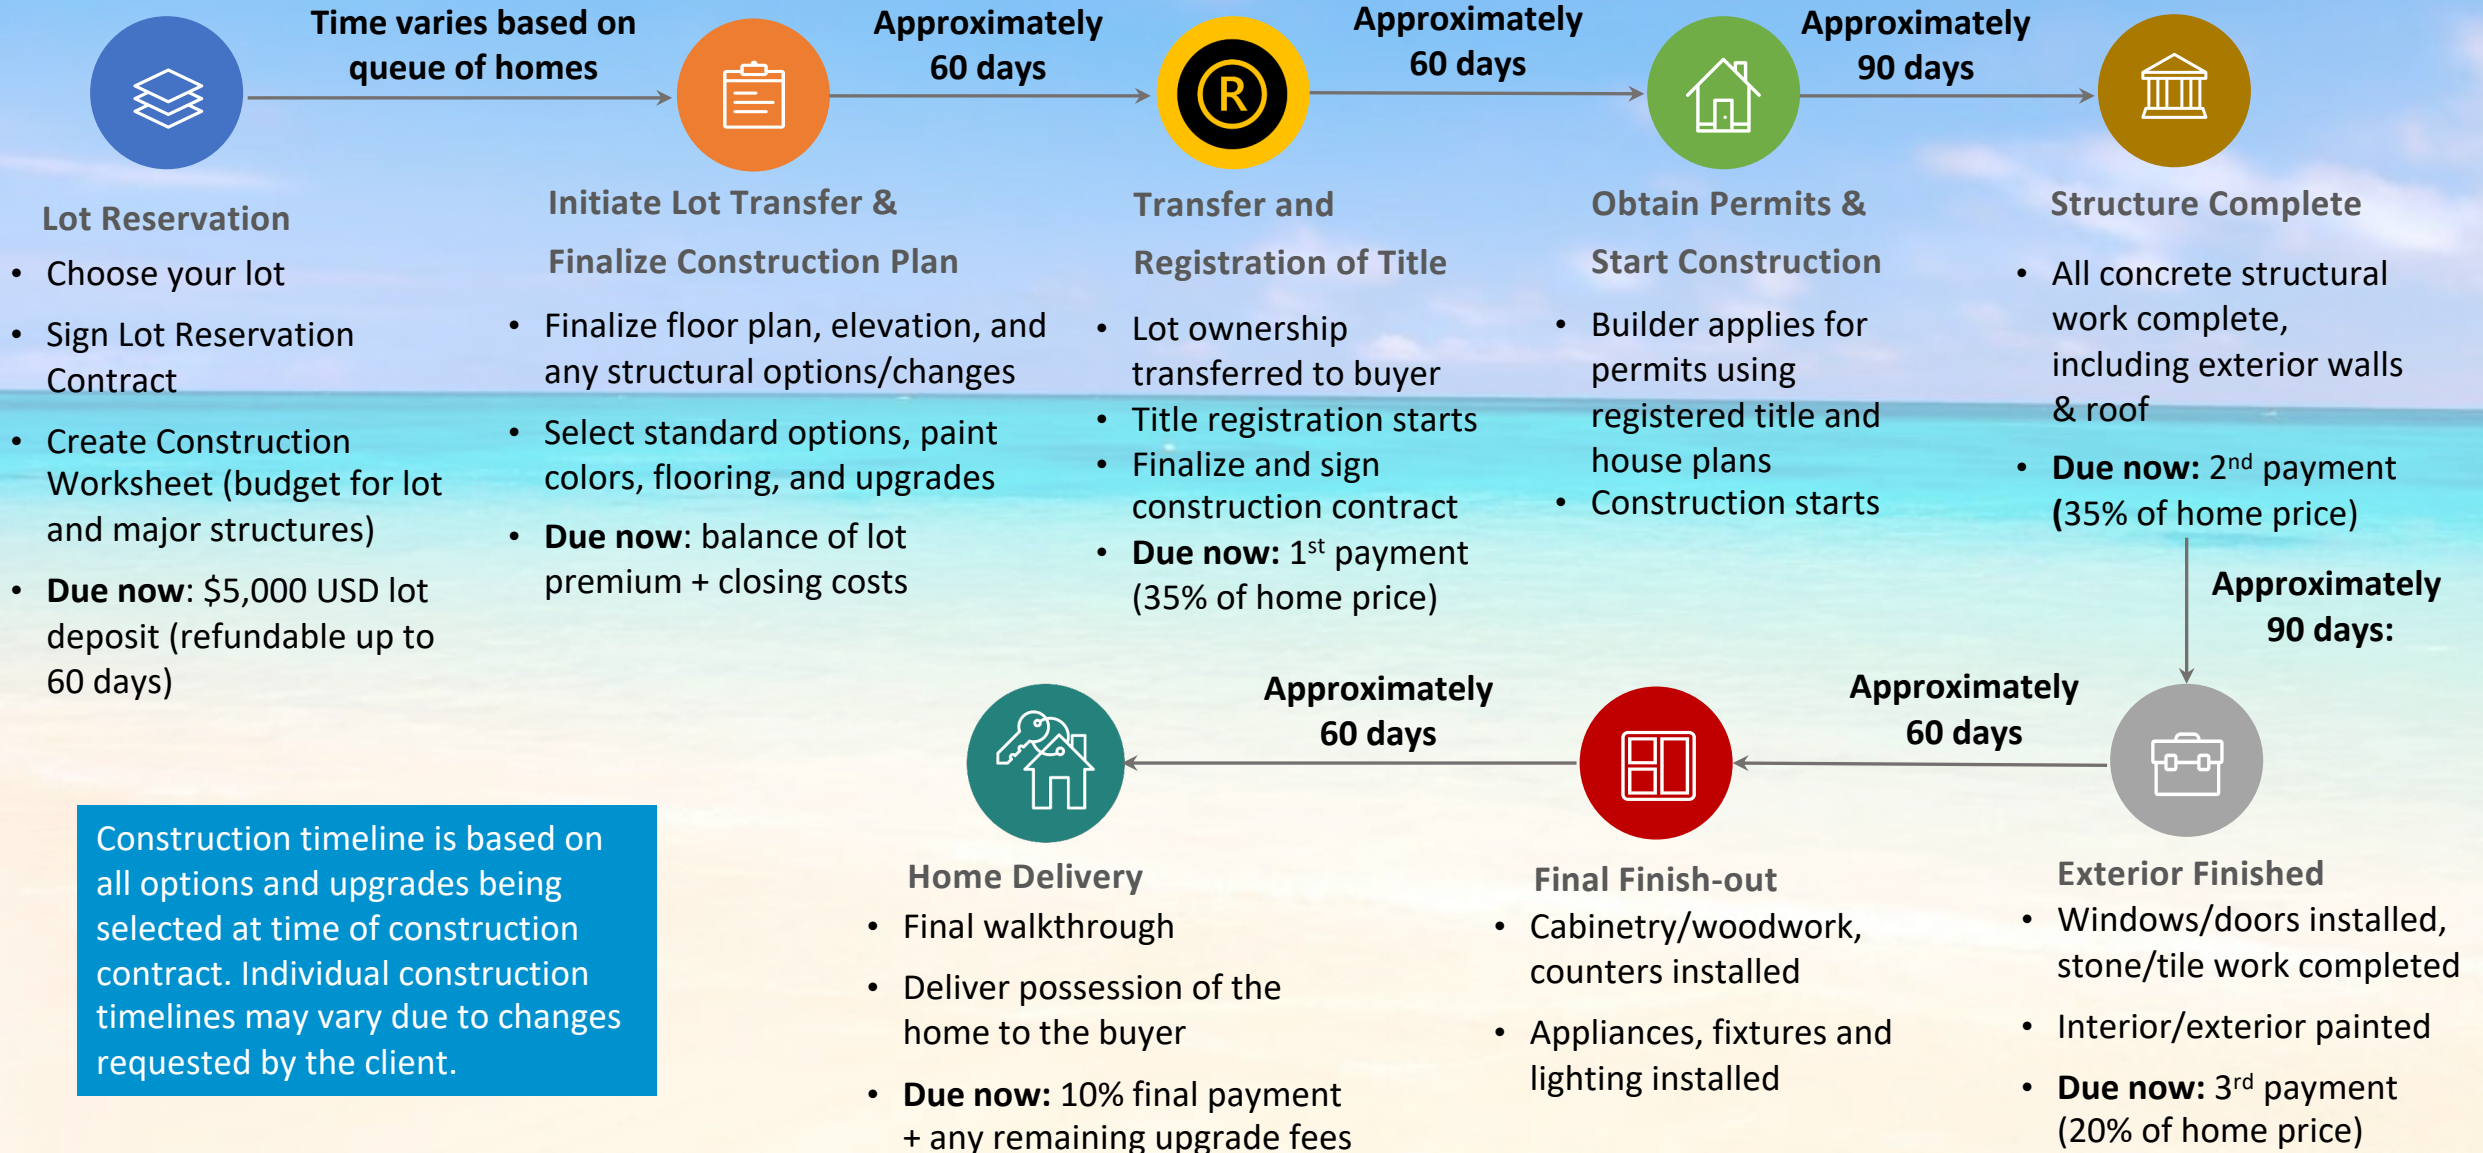 Time varies based on
queue of homes
Approximately
60 days
Approximately
60 days
Approximately
90 days
R
Lot Reservation
• Choose your lot
• Sign Lot Reservation
Contract
• Create Construction
Worksheet (budget for lot
and major structures)
• Due now: $5,000 USD lot
deposit (refundable up to
60 days)
Initiate Lot Transfer &
Finalize Construction Plan
• Finalize floor plan, elevation, and
any structural options/changes
• Select standard options, paint
colors, flooring, and upgrades
• Due now: balance of lot
premium + closing costs
Transfer and
Registration of Title
• Lot ownership
transferred to buyer
• Title registration starts
• Finalize and sign
construction contract
• Due now: 1st payment
(35% of home price)
Obtain Permits &
Start Construction
• Builder applies for
permits using
registered title and
house plans
• Construction starts
Structure Complete
• All concrete structural
work complete,
including exterior walls
& roof
• Due now: 2nd payment
(35% of home price)
Approximately
90 days:
Approximately
60 days
Approximately
60 days
Exterior Finished
• Windows/doors installed,
stone/tile work completed
• Interior/exterior painted
• Due now: 3rd payment
(20% of home price)
Final Finish-out
• Cabinetry/woodwork,
counters installed
• Appliances, fixtures and
lighting installed
Home Delivery
• Final walkthrough
• Deliver possession of the
home to the buyer
• Due now: 10% final payment
+ any remaining upgrade fees
Construction timeline is based on
all options and upgrades being
selected at time of construction
contract. Individual construction
timelines may vary due to changes
requested by the client.